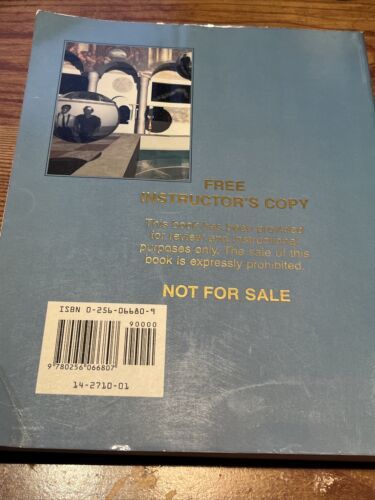 FREE
INSTRUCTOR'S COPY
This book has been provided
for review and instructional
purposes only. The sale of this
book is expressly prohibited.
NOT FOR SALE
ISBN 0-256-06680-9
90000
9 780256 066807
14-2710-01